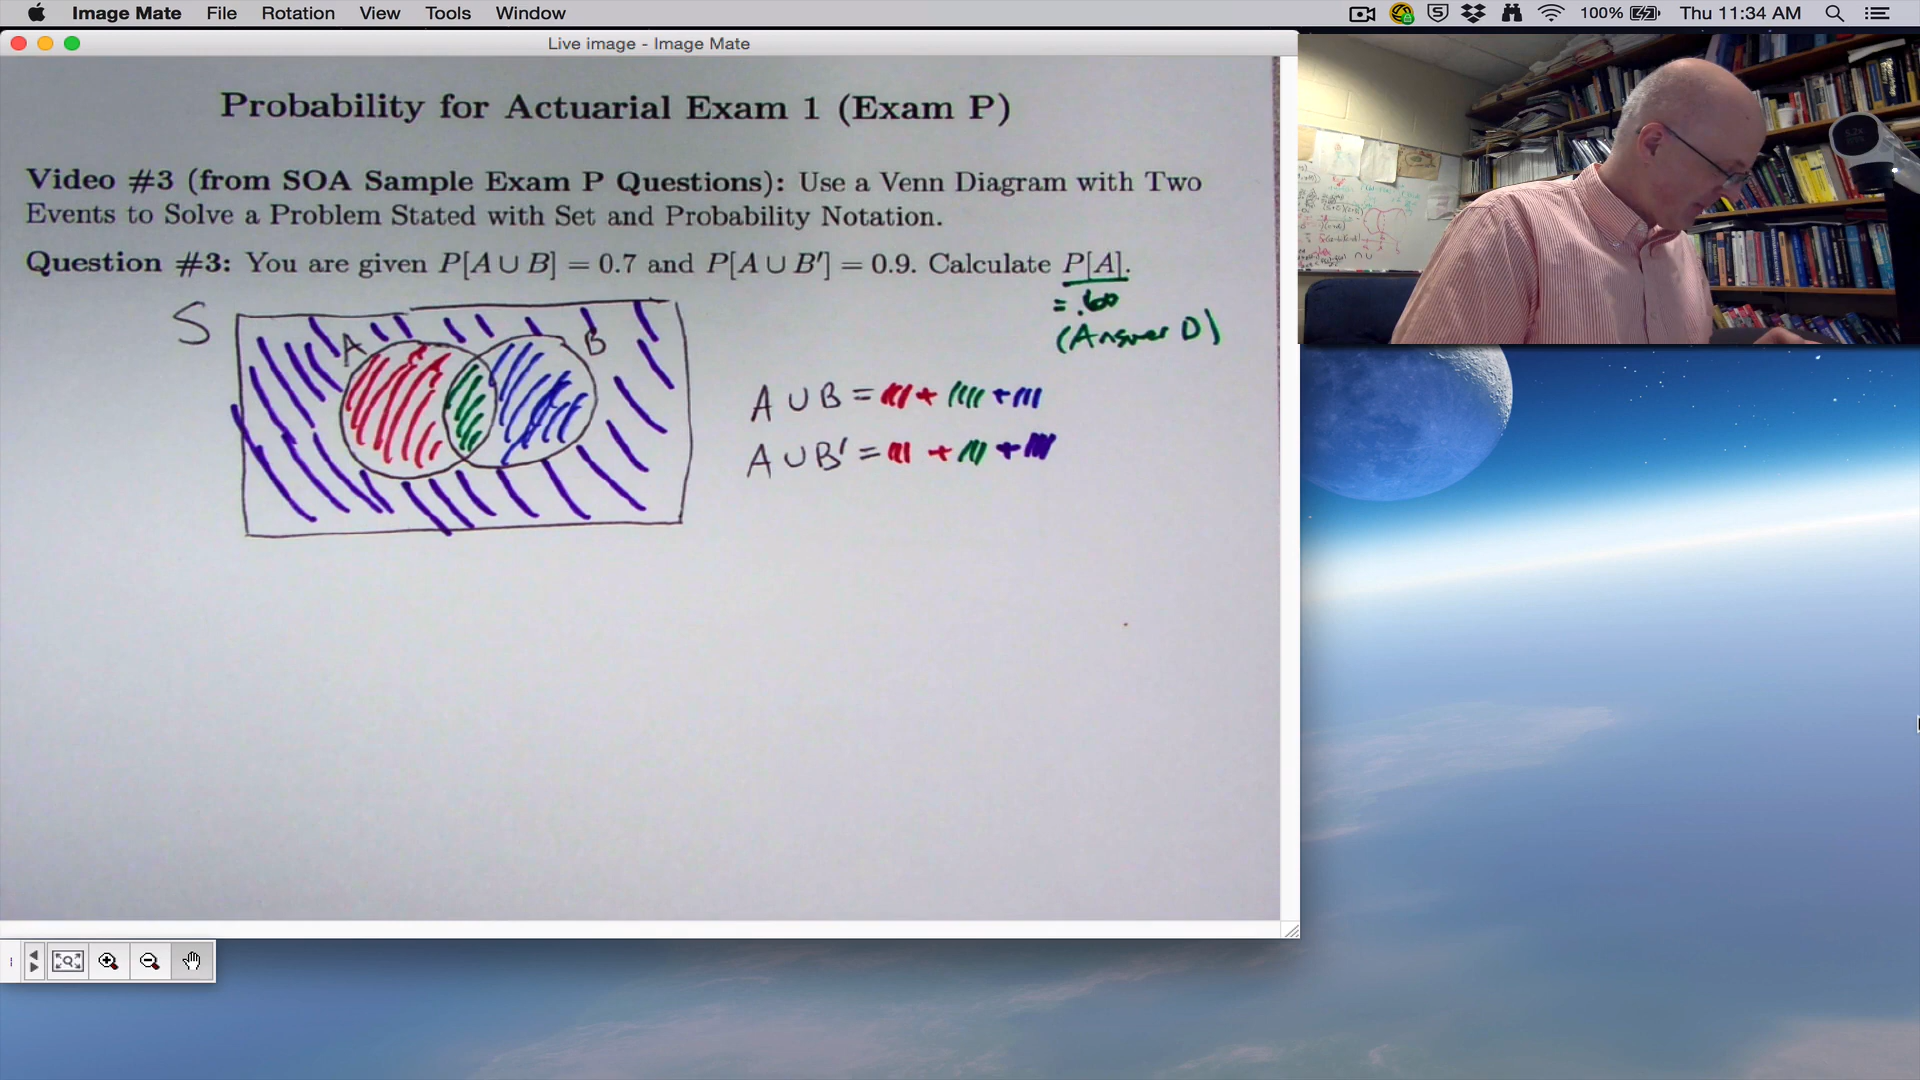 Image Mate File Rotation View Tools Window 100% Thu 11:34 AM
Live image - Image Mate
Probability for Actuarial Exam 1 (Exam P)
Video #3 (from SOA Sample Exam P Questions): Use a Venn Diagram with Two
Events to Solve a Problem Stated with Set and Probability Notation.
Question #3: You are given P[A ∪ B] = 0.7 and P[A ∪ B′] = 0.9. Calculate P[A].
= .60
(Answer D)
S
A
B
A ∪ B = + +
A ∪ B′ = + +